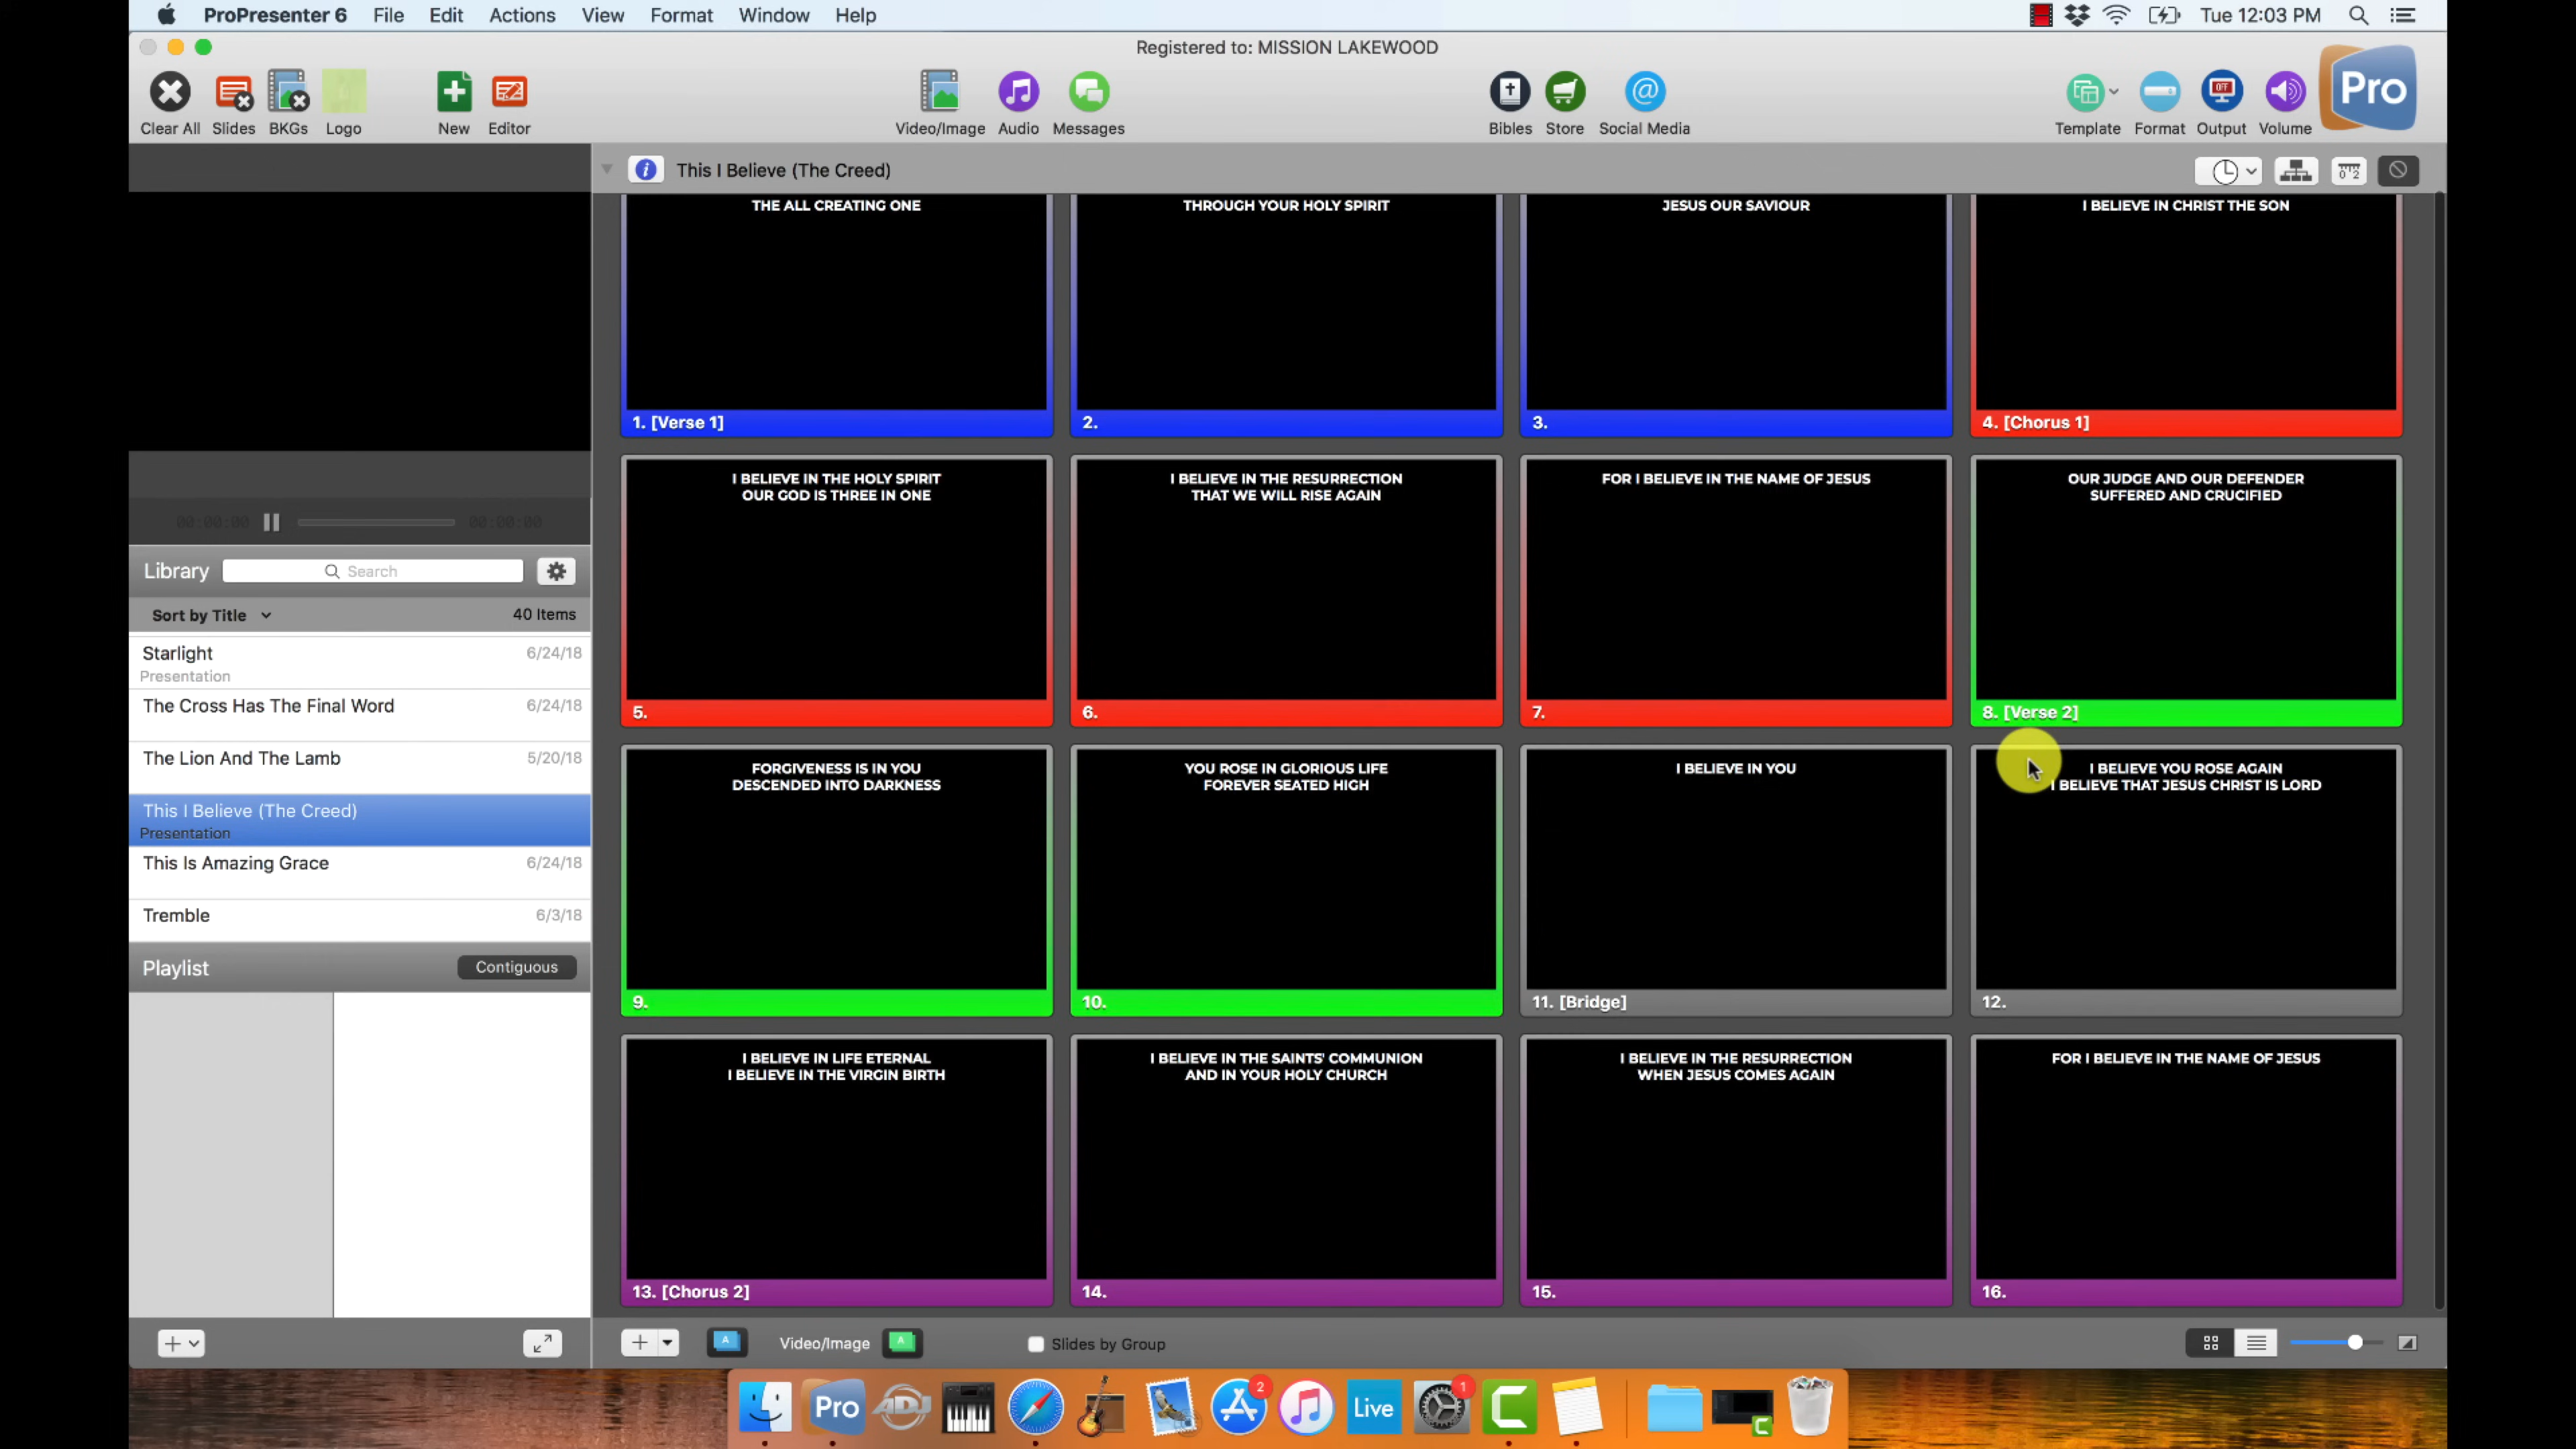 ProPresenter 6 File Edit Actions View Format Window Help
Tue 12:03 PM
Registered to: MISSION LAKEWOOD
OFF
Pro
Clear All Slides BKGs Logo New Editor Video/Image Audio Messages Bibles Store Social Media Template Format Output Volume
This I Believe (The Creed)
THE ALL CREATING ONE
THROUGH YOUR HOLY SPIRIT
JESUS OUR SAVIOUR
I BELIEVE IN CHRIST THE SON
1. [Verse 1]
2.
3.
4. [Chorus 1]
I BELIEVE IN THE HOLY SPIRIT
OUR GOD IS THREE IN ONE
I BELIEVE IN THE RESURRECTION
THAT WE WILL RISE AGAIN
FOR I BELIEVE IN THE NAME OF JESUS
OUR JUDGE AND OUR DEFENDER
SUFFERED AND CRUCIFIED
5.
6.
7.
8. [Verse 2]
FORGIVENESS IS IN YOU
DESCENDED INTO DARKNESS
YOU ROSE IN GLORIOUS LIFE
FOREVER SEATED HIGH
I BELIEVE IN YOU
I BELIEVE YOU ROSE AGAIN
I BELIEVE THAT JESUS CHRIST IS LORD
9.
10.
11. [Bridge]
12.
I BELIEVE IN LIFE ETERNAL
I BELIEVE IN THE VIRGIN BIRTH
I BELIEVE IN THE SAINTS' COMMUNION
AND IN YOUR HOLY CHURCH
I BELIEVE IN THE RESURRECTION
WHEN JESUS COMES AGAIN
FOR I BELIEVE IN THE NAME OF JESUS
13. [Chorus 2]
14.
15.
16.
00:00:00 00:00:00
Library Search
Sort by Title 40 Items
Starlight 6/24/18
Presentation
The Cross Has The Final Word 6/24/18
The Lion And The Lamb 5/20/18
This I Believe (The Creed)
Presentation
This Is Amazing Grace 6/24/18
Tremble 6/3/18
Playlist Contiguous
A Video/Image A Slides by Group
Pro ADJ 2 Live 1